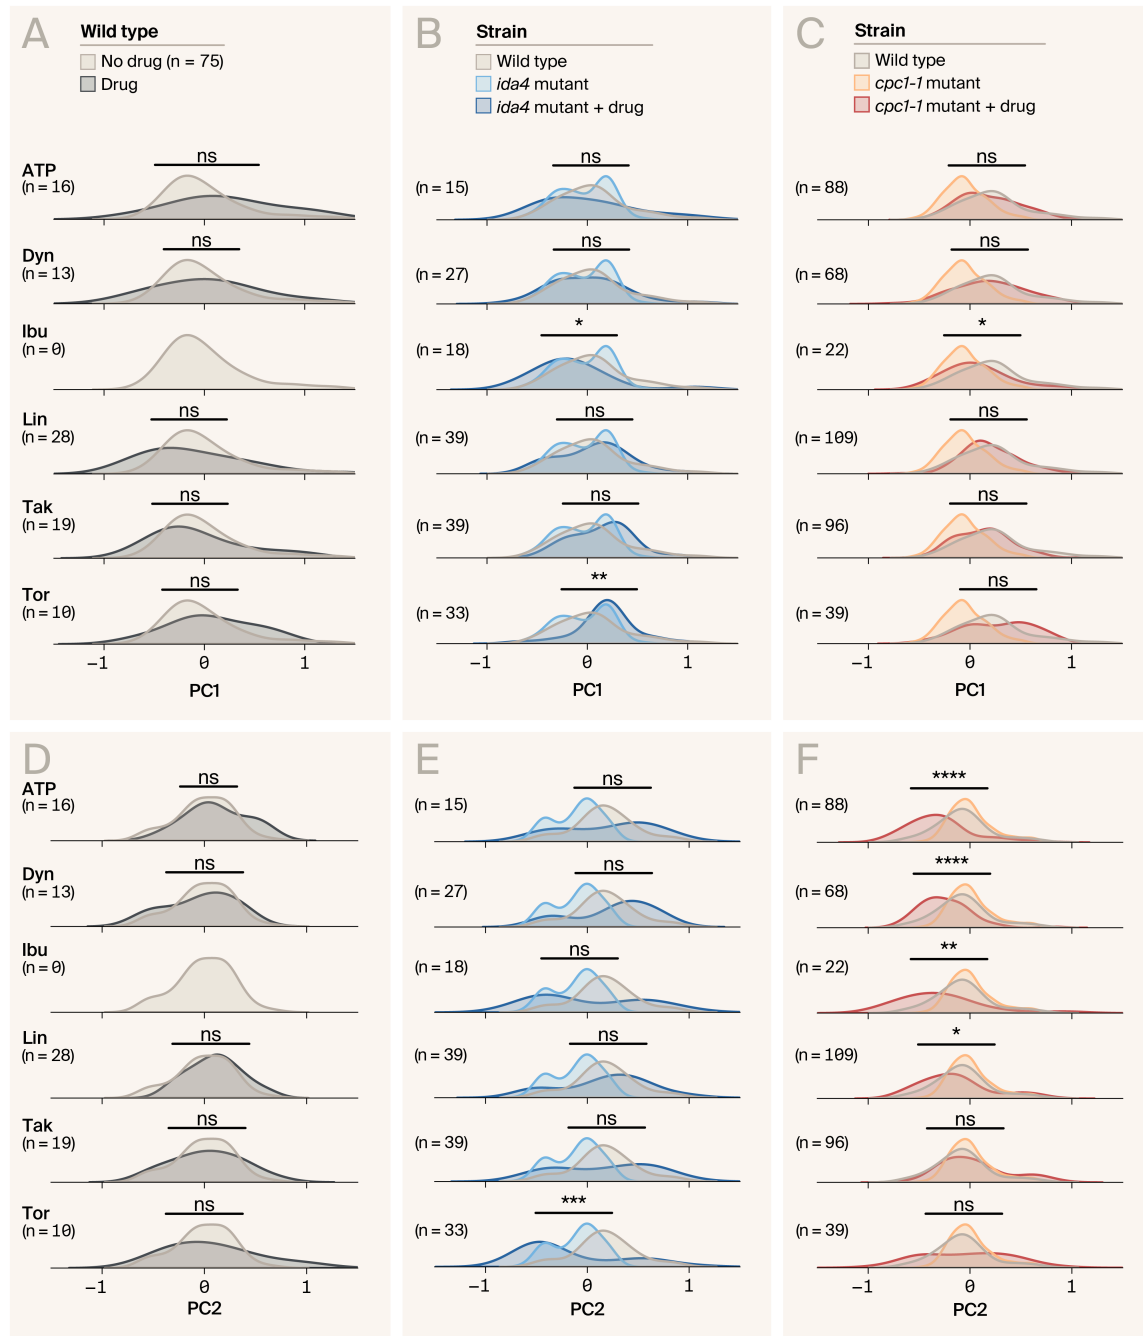 A
Wild type
No drug (n = 75)
Drug
ATP
(n = 16)
ns
Dyn
(n = 13)
ns
Ibu
(n = 0)
Lin
(n = 28)
ns
Tak
(n = 19)
ns
Tor
(n = 10)
ns
−1 0 1
PC1
B
Strain
Wild type
ida4 mutant
ida4 mutant + drug
ns
(n = 15)
ns
(n = 27)
*
(n = 18)
ns
(n = 39)
ns
(n = 39)
**
(n = 33)
−1 0 1
PC1
C
Strain
Wild type
cpc1-1 mutant
cpc1-1 mutant + drug
ns
(n = 88)
ns
(n = 68)
*
(n = 22)
ns
(n = 109)
ns
(n = 96)
ns
(n = 39)
−1 0 1
PC1
D
ATP
(n = 16)
ns
Dyn
(n = 13)
ns
Ibu
(n = 0)
Lin
(n = 28)
ns
Tak
(n = 19)
ns
Tor
(n = 10)
ns
−1 0 1
PC2
E
ns
(n = 15)
ns
(n = 27)
ns
(n = 18)
ns
(n = 39)
ns
(n = 39)
***
(n = 33)
−1 0 1
PC2
F
****
(n = 88)
****
(n = 68)
**
(n = 22)
*
(n = 109)
ns
(n = 96)
ns
(n = 39)
−1 0 1
PC2